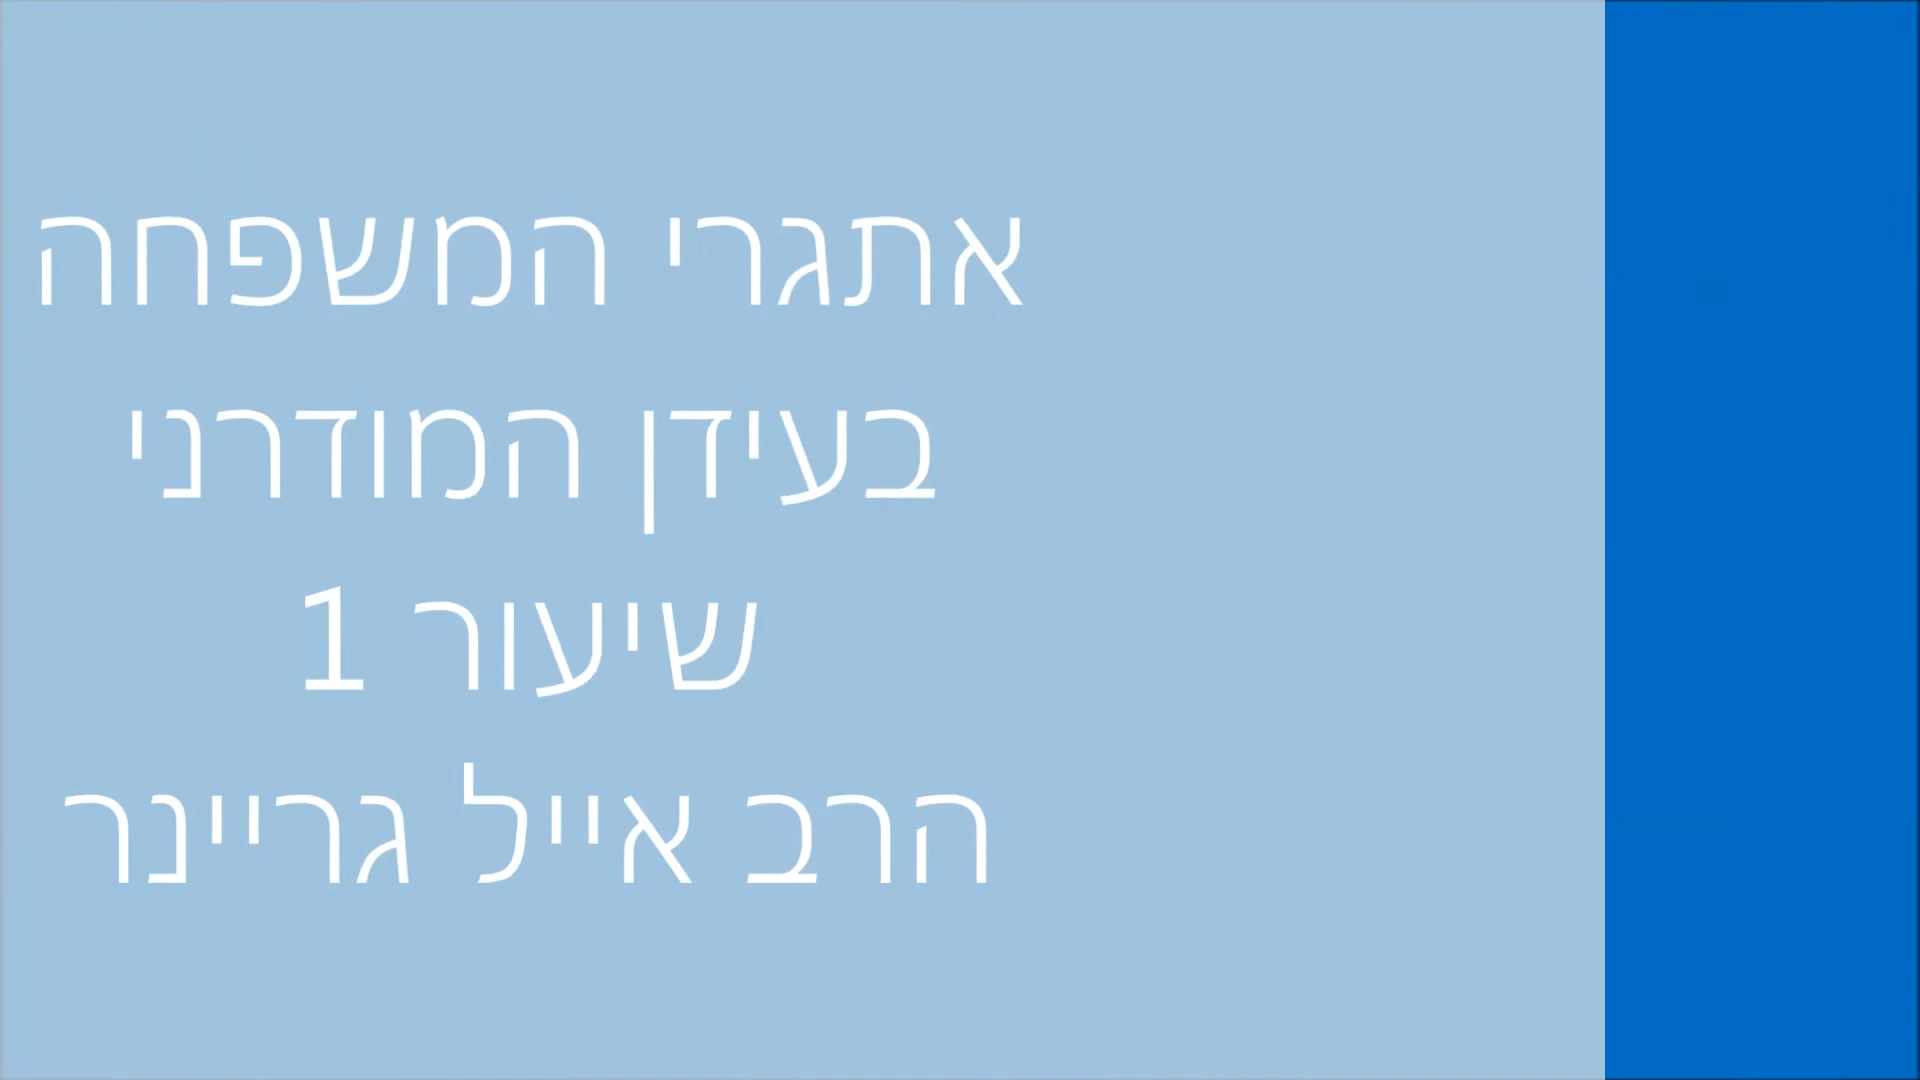 אתגרי המשפחה
בעידן המודרני
שיעור 1
הרב אייל גריינר